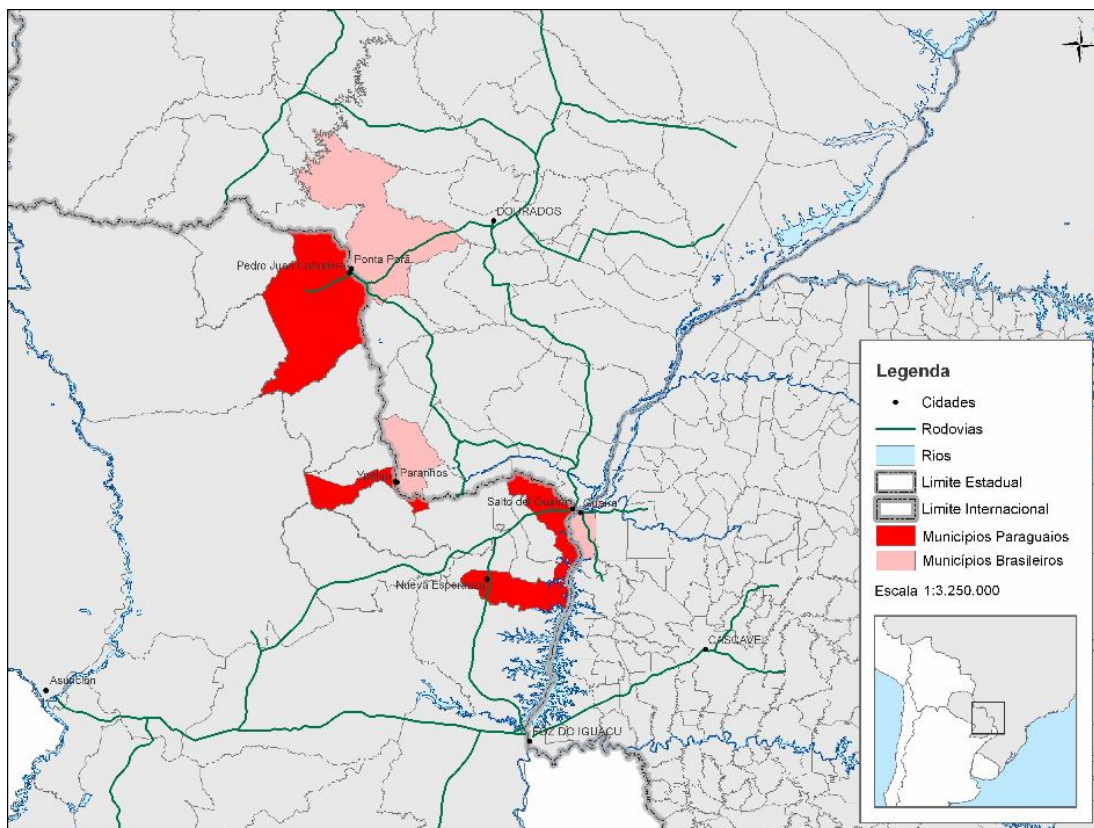 DOURADOS
Ponta Porã
Paranhos
Salto del Guairá
Guaíra
Nueva Esperanza
CASCAVEL
Asunción
FOZ DO IGUAÇU
Legenda
Cidades
Rodovias
Rios
Limite Estadual
Limite Internacional
Municípios Paraguaios
Municípios Brasileiros
Escala 1:3.250.000